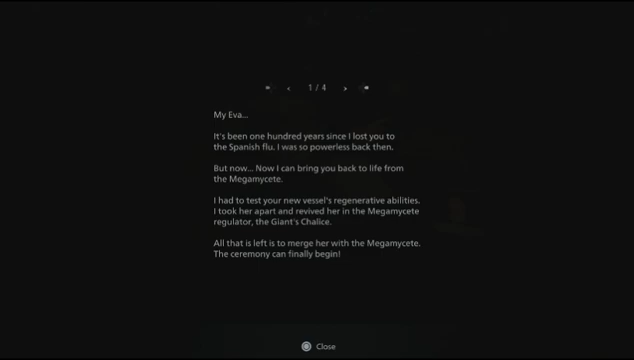 1 / 4
My Eva...
It's been one hundred years since I lost you to
the Spanish flu. I was so powerless back then.
But now... Now I can bring you back to life from
the Megamycete.
I had to test your new vessel's regenerative abilities.
I took her apart and revived her in the Megamycete
regulator, the Giant's Chalice.
All that is left is to merge her with the Megamycete.
The ceremony can finally begin!
Close